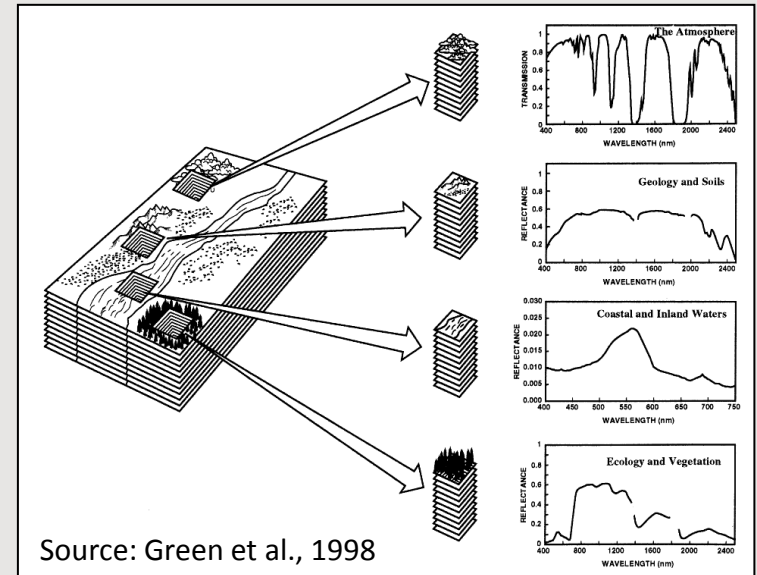 The Atmosphere
TRANSMISSION
1
0.8
0.6
0.4
0.2
0
400 800 1200 1600 2000 2400
WAVELENGTH (nm)
Geology and Soils
REFLECTANCE
1
0.8
0.6
0.4
0.2
0
400 800 1200 1600 2000 2400
WAVELENGTH (nm)
Coastal and Inland Waters
REFLECTANCE
0.030
0.025
0.020
0.015
0.010
0.005
0.000
400 450 500 550 600 650 700 750
WAVELENGTH (nm)
Ecology and Vegetation
REFLECTANCE
1
0.8
0.6
0.4
0.2
0
400 800 1200 1600 2000 2400
WAVELENGTH (nm)
Source: Green et al., 1998